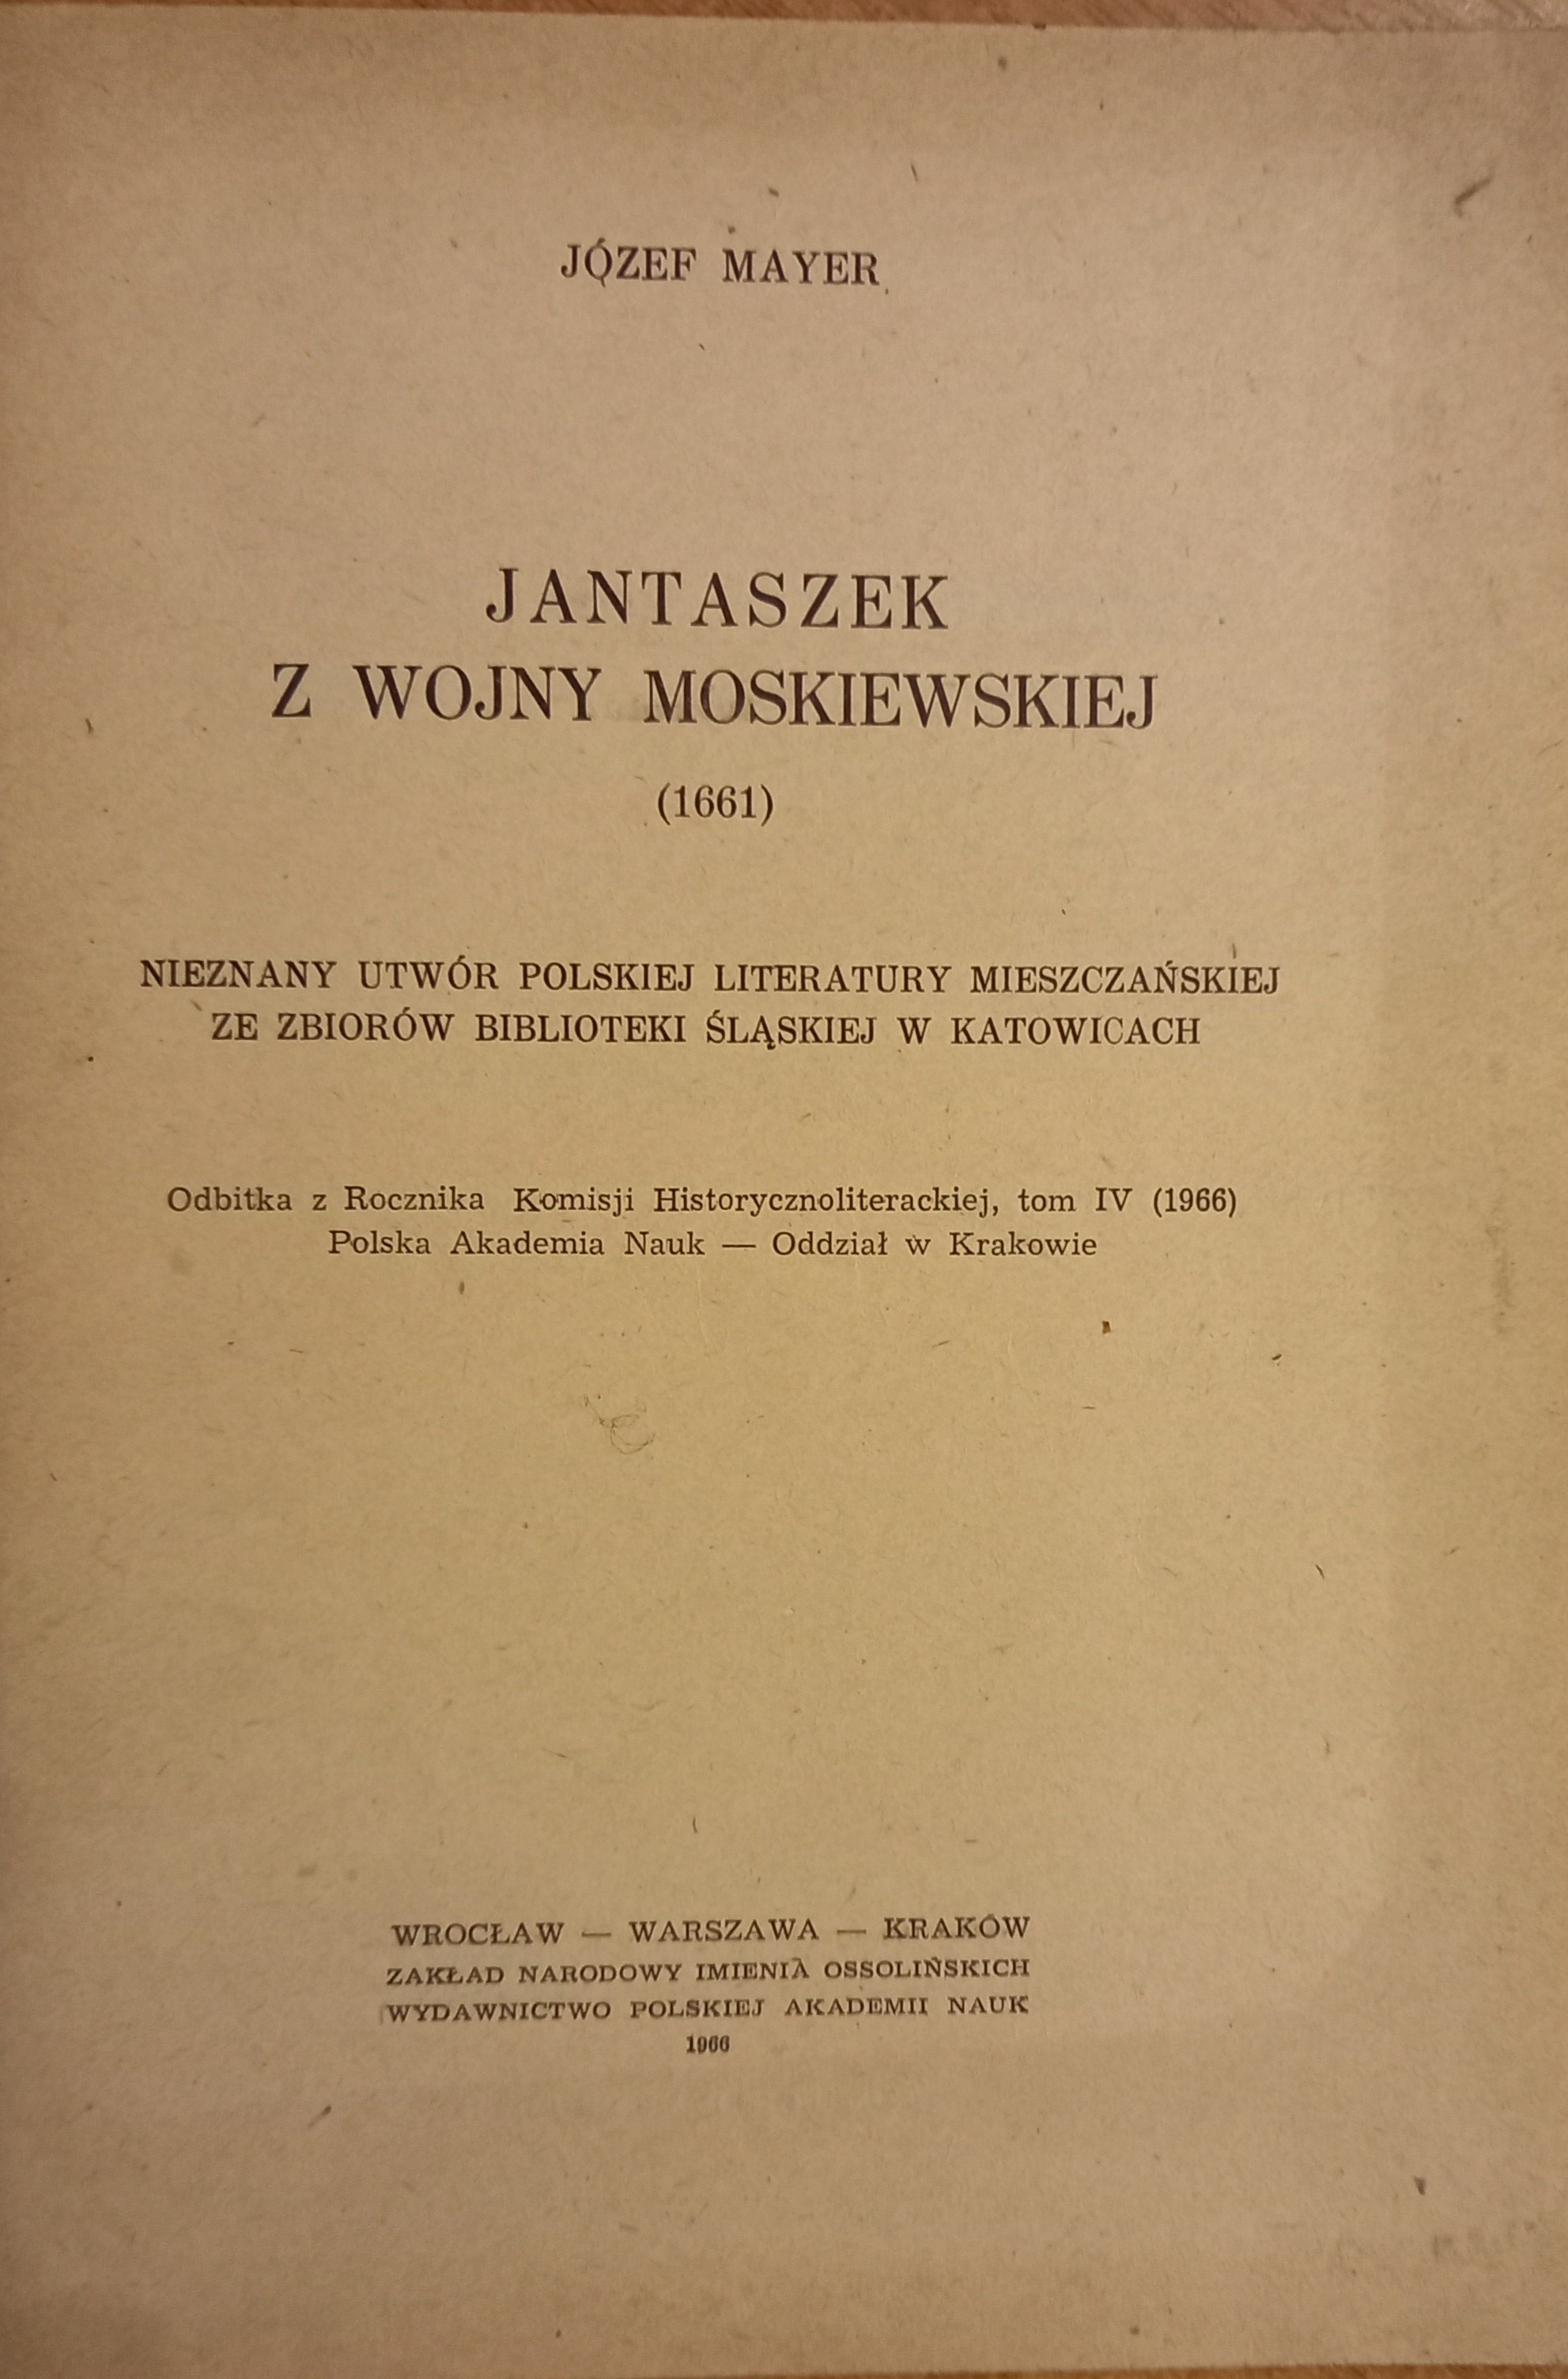 JÓZEF MAYER
JANTASZEK
Z WOJNY MOSKIEWSKIEJ
(1661)
NIEZNANY UTWÓR POLSKIEJ LITERATURY MIESZCZAŃSKIEJ
ZE ZBIORÓW BIBLIOTEKI ŚLĄSKIEJ W KATOWICACH
Odbitka z Rocznika Komisji Historycznoliterackiej, tom IV (1966)
Polska Akademia Nauk — Oddział w Krakowie
WROCŁAW — WARSZAWA — KRAKÓW
ZAKŁAD NARODOWY IMIENIA OSSOLIŃSKICH
WYDAWNICTWO POLSKIEJ AKADEMII NAUK
1966